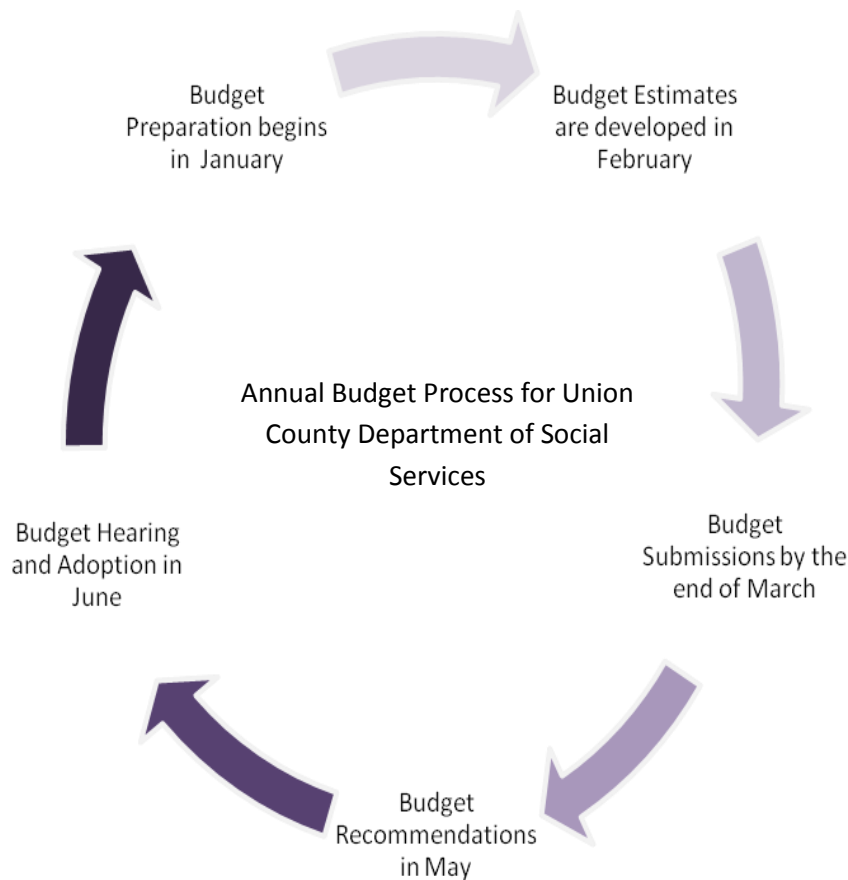 Budget
Preparation begins
in January
Budget Estimates
are developed in
February
Budget
Submissions by the
end of March
Budget
Recommendations
in May
Budget Hearing
and Adoption in
June
Annual Budget Process for Union
County Department of Social
Services